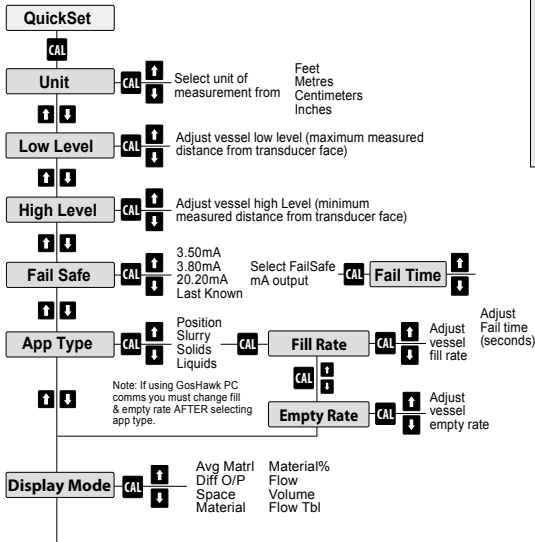 QuickSet
CAL
Unit
CAL
Select unit of
measurement from
Feet
Metres
Centimeters
Inches
Low Level
CAL
Adjust vessel low level (maximum measured
distance from transducer face)
High Level
CAL
Adjust vessel high Level (minimum
measured distance from transducer face)
Fail Safe
CAL
3.50mA
3.80mA
20.20mA
Last Known
Select FailSafe
mA output
CAL
Fail Time
Adjust
Fail time
(seconds)
App Type
CAL
Position
Slurry
Solids
Liquids
CAL
Fill Rate
CAL
Adjust
vessel
fill rate
Note: If using GosHawk PC
comms you must change fill
& empty rate AFTER selecting
app type.
CAL
Empty Rate
CAL
Adjust
vessel
empty rate
Display Mode
CAL
Avg Matrl
Diff O/P
Space
Material
Material%
Flow
Volume
Flow Tbl